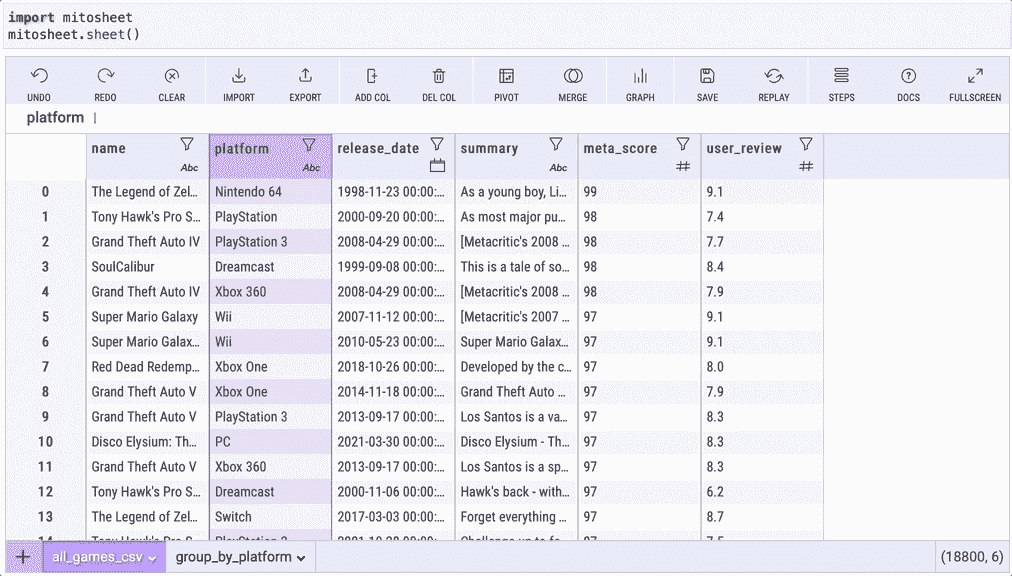 import mitosheet
mitosheet.sheet()
UNDO REDO CLEAR IMPORT EXPORT ADD COL DEL COL PIVOT MERGE GRAPH SAVE REPLAY STEPS DOCS FULLSCREEN
platform
name platform release_date summary meta_score user_review
Abc Abc Abc # #
0 The Legend of Zel... Nintendo 64 1998-11-23 00:00:... As a young boy, Li... 99 9.1
1 Tony Hawk's Pro S... PlayStation 2000-09-20 00:00:... As most major pu... 98 7.4
2 Grand Theft Auto IV PlayStation 3 2008-04-29 00:00:... [Metacritic's 2008 ... 98 7.7
3 SoulCalibur Dreamcast 1999-09-08 00:00:... This is a tale of so... 98 8.4
4 Grand Theft Auto IV Xbox 360 2008-04-29 00:00:... [Metacritic's 2008 ... 98 7.9
5 Super Mario Galaxy Wii 2007-11-12 00:00:... [Metacritic's 2007 ... 97 9.1
6 Super Mario Galax... Wii 2010-05-23 00:00:... Super Mario Galax... 97 9.1
7 Red Dead Redemp... Xbox One 2018-10-26 00:00:... Developed by the c... 97 8.0
8 Grand Theft Auto V Xbox One 2014-11-18 00:00:... Grand Theft Auto ... 97 7.9
9 Grand Theft Auto V PlayStation 3 2013-09-17 00:00:... Los Santos is a va... 97 8.3
10 Disco Elysium: Th... PC 2021-03-30 00:00:... Disco Elysium - Th... 97 8.3
11 Grand Theft Auto V Xbox 360 2013-09-17 00:00:... Los Santos is a sp... 97 8.3
12 Tony Hawk's Pro S... Dreamcast 2000-11-06 00:00:... Hawk's back - with... 97 6.2
13 The Legend of Zel... Switch 2017-03-03 00:00:... Forget everything ... 97 8.7
+ all_games_csv group_by_platform (18800, 6)